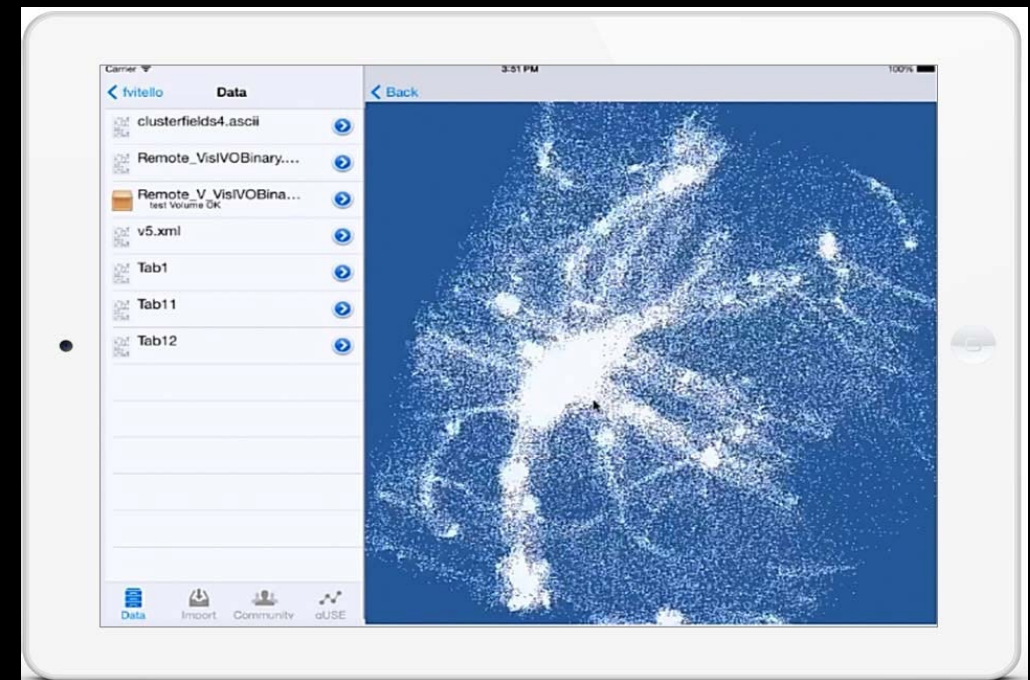 Carrier
3:51 PM
100%
fvitello
Data
Back
clusterfields4.ascii
Remote_VisIVOBinary....
Remote_V_VisIVOBina...
test Volume OK
v5.xml
Tab1
Tab11
Tab12
Data
Import
Community
gUSE